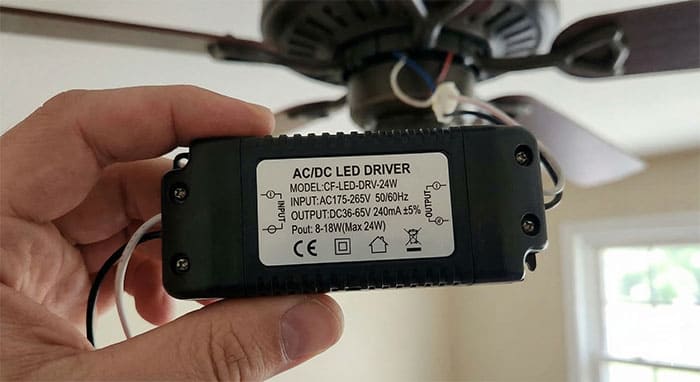 AC/DC LED DRIVER
MODEL:CF-LED-DRV-24W
INPUT:AC175-265V 50/60Hz
OUTPUT:DC36-65V 240mA ±5%
Pout: 8-18W(Max 24W)
INPUT
OUTPUT
CE